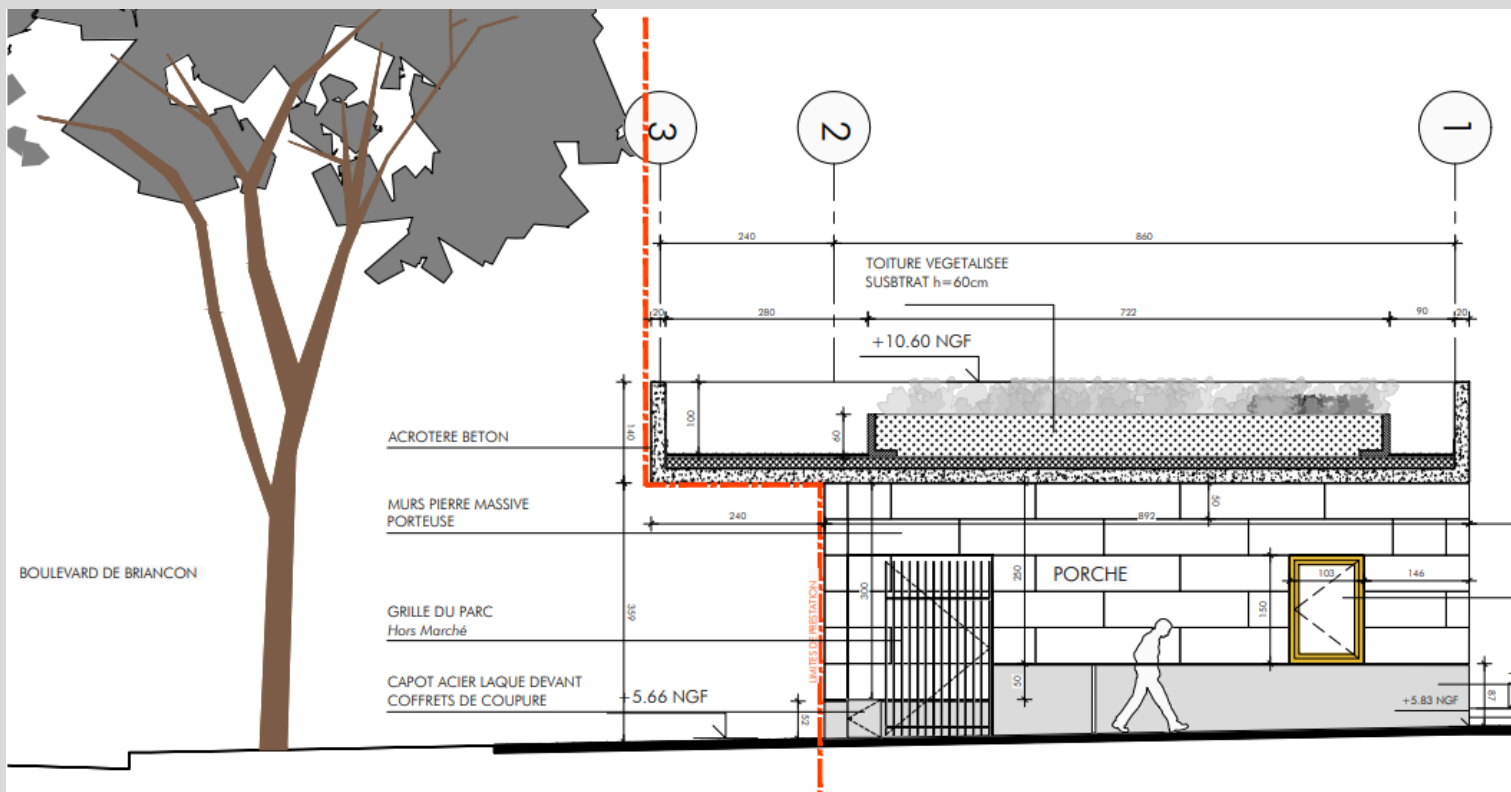 3
2
1
240
860
TOITURE VEGETALISEE
SUSBTRAT h=60cm
20
280
722
90
20
+10.60 NGF
100
60
140
ACROTERE BETON
MURS PIERRE MASSIVE
PORTEUSE
240
892
50
BOULEVARD DE BRIANCON
PORCHE
103
146
250
300
150
359
GRILLE DU PARC
Hors Marché
LIMITES DE PRESTATION
CAPOT ACIER LAQUE DEVANT
COFFRETS DE COUPURE
+5.66 NGF
52
50
87
+5.83 NGF